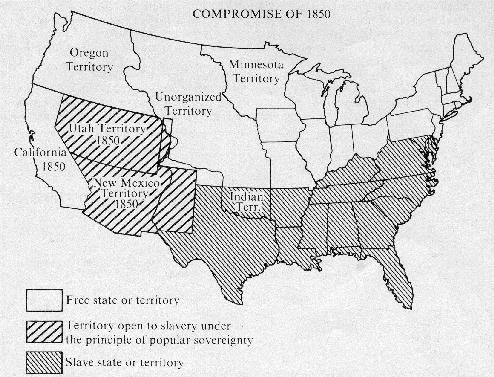 COMPROMISE OF 1850
Oregon
Territory
Minnesota
Territory
Unorganized
Territory
Utah Territory
1850
California
1850
New Mexico
Territory
1850
Indian
Terr.
Free state or territory
Territory open to slavery under
the principle of popular sovereignty
Slave state or territory